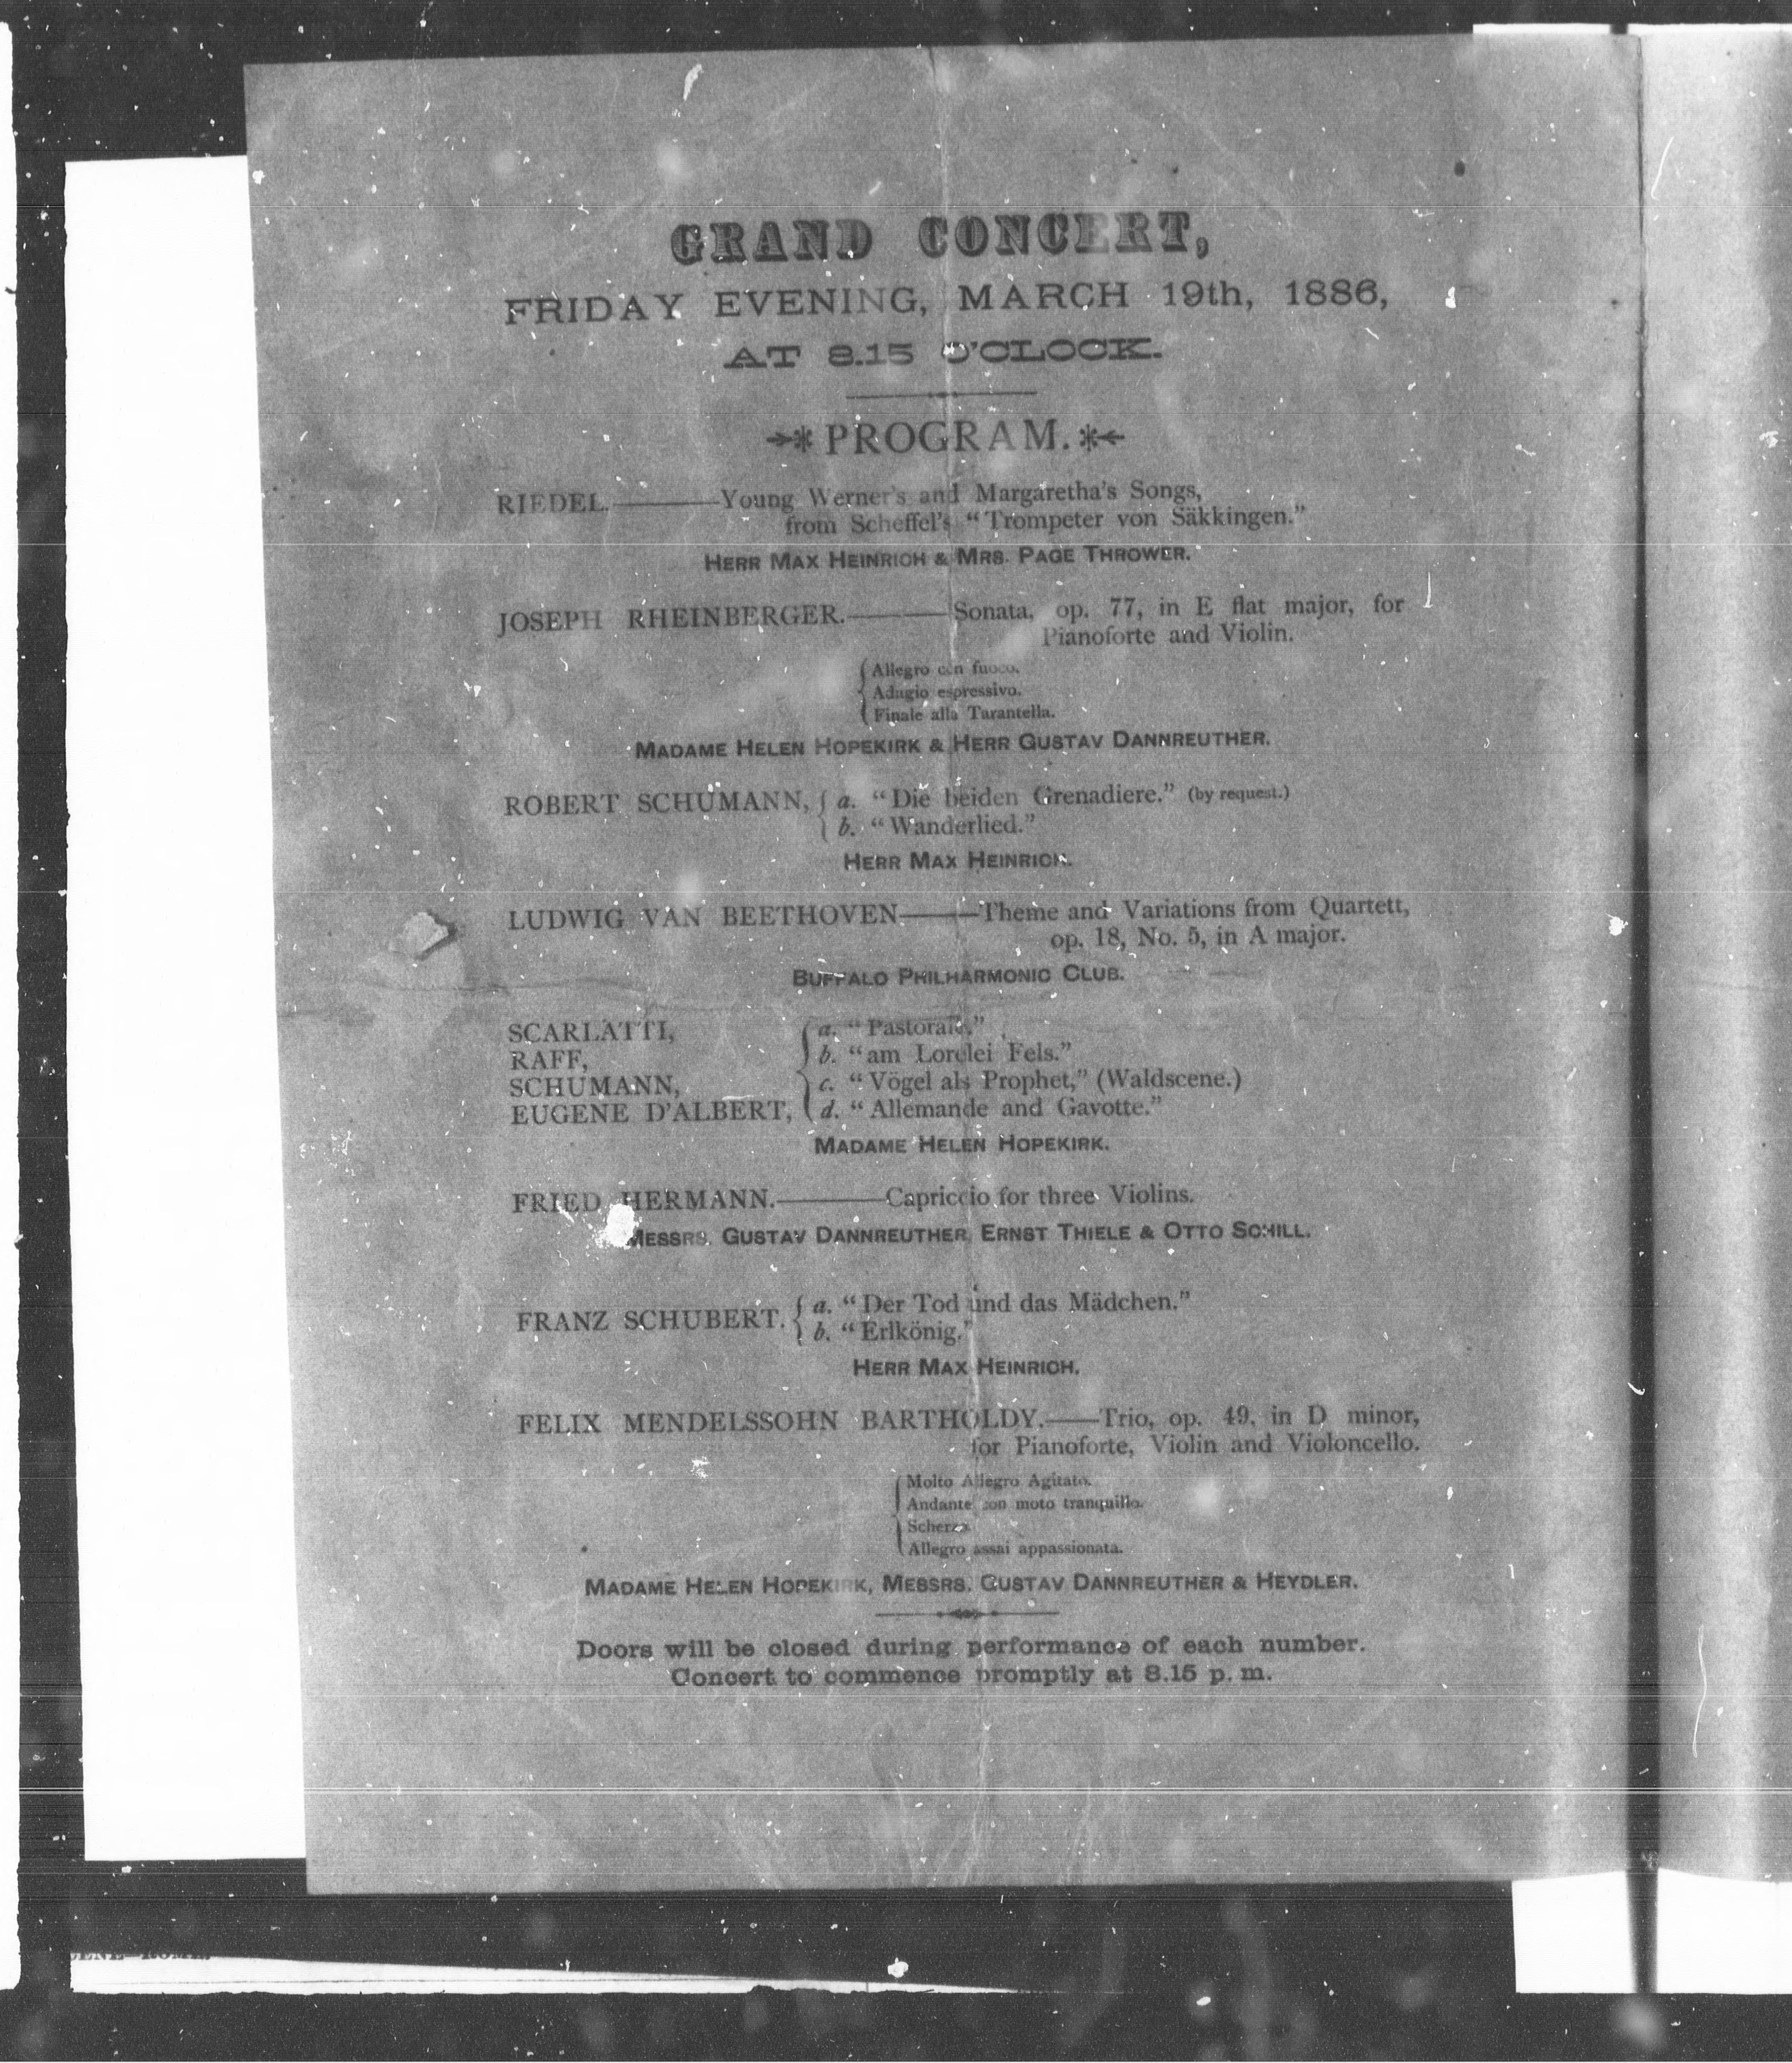 GRAND CONCERT,
FRIDAY EVENING, MARCH 19th, 1886,
AT 8.15 O'CLOCK.
PROGRAM.
RIEDEL.———Young Werner's and Margaretha's Songs,
from Scheffel's "Trompeter von Säkkingen."
HERR MAX HEINRICH & MRS. PAGE THROWER.
JOSEPH RHEINBERGER.———Sonata, op. 77, in E flat major, for
Pianoforte and Violin.
Allegro con fuoco.
Adagio espressivo.
Finale alla Tarantella.
MADAME HELEN HOPEKIRK & HERR GUSTAV DANNREUTHER.
ROBERT SCHUMANN, { a. "Die beiden Grenadiere." (by request.)
b. "Wanderlied."
HERR MAX HEINRICH.
LUDWIG VAN BEETHOVEN———Theme and Variations from Quartett,
op. 18, No. 5, in A major.
BUFFALO PHILHARMONIC CLUB.
SCARLATTI, a. "Pastorale."
RAFF, b. "am Lorelei Fels."
SCHUMANN, c. "Vögel als Prophet," (Waldscene.)
EUGENE D'ALBERT, d. "Allemande and Gavotte."
MADAME HELEN HOPEKIRK.
FRIED HERMANN.———Capriccio for three Violins.
MESSRS. GUSTAV DANNREUTHER, ERNST THIELE & OTTO SCHILL.
FRANZ SCHUBERT. { a. "Der Tod und das Mädchen."
b. "Erlkönig."
HERR MAX HEINRICH.
FELIX MENDELSSOHN BARTHOLDY.——Trio, op. 49, in D minor,
for Pianoforte, Violin and Violoncello.
Molto Allegro Agitato.
Andante con moto tranquillo.
Scherzo
Allegro assai appassionata.
MADAME HELEN HOPEKIRK, MESSRS. GUSTAV DANNREUTHER & HEYDLER.
Doors will be closed during performance of each number.
Concert to commence promptly at 8.15 p. m.